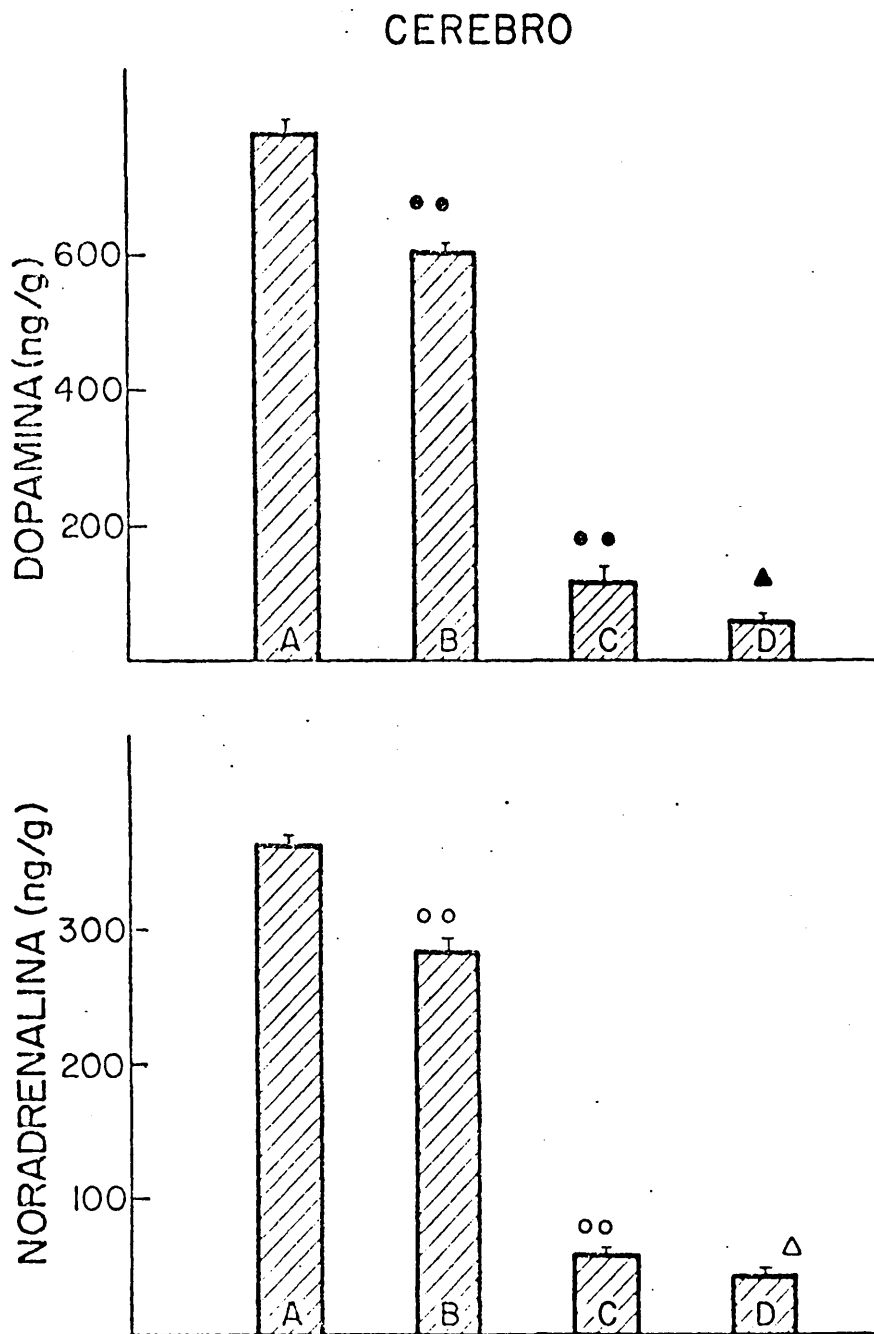 CEREBRO
DOPAMINA (ng/g)
600
400
200
A B C D
NORADRENALINA (ng/g)
300
200
100
A B C D